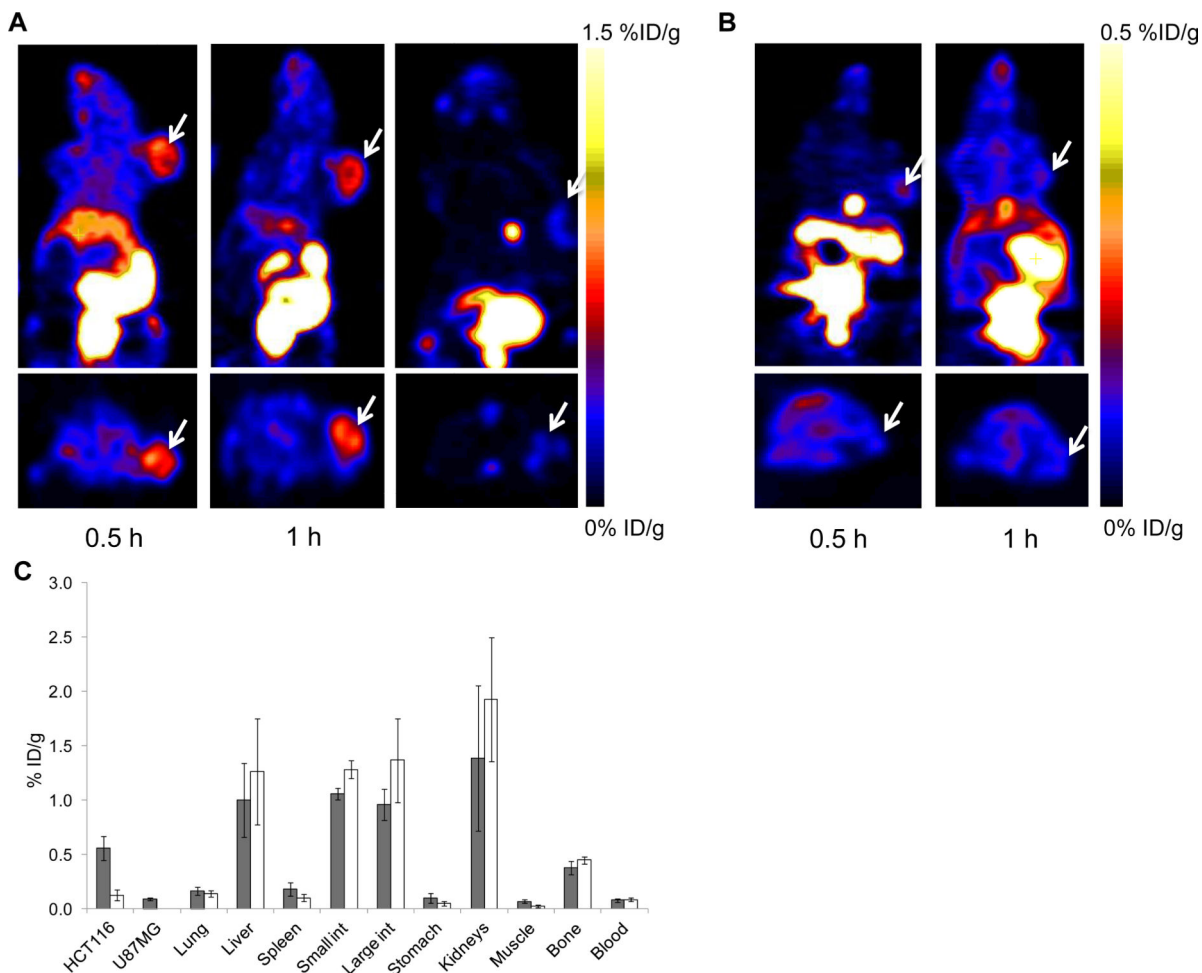 A
1.5 %ID/g
B
0.5 %ID/g
0% ID/g
0% ID/g
0.5 h
1 h
0.5 h
1 h
C
% ID/g
3.0
2.5
2.0
1.5
1.0
0.5
0.0
HCT116
U87MG
Lung
Liver
Spleen
Small int
Large int
Stomach
Kidneys
Muscle
Bone
Blood